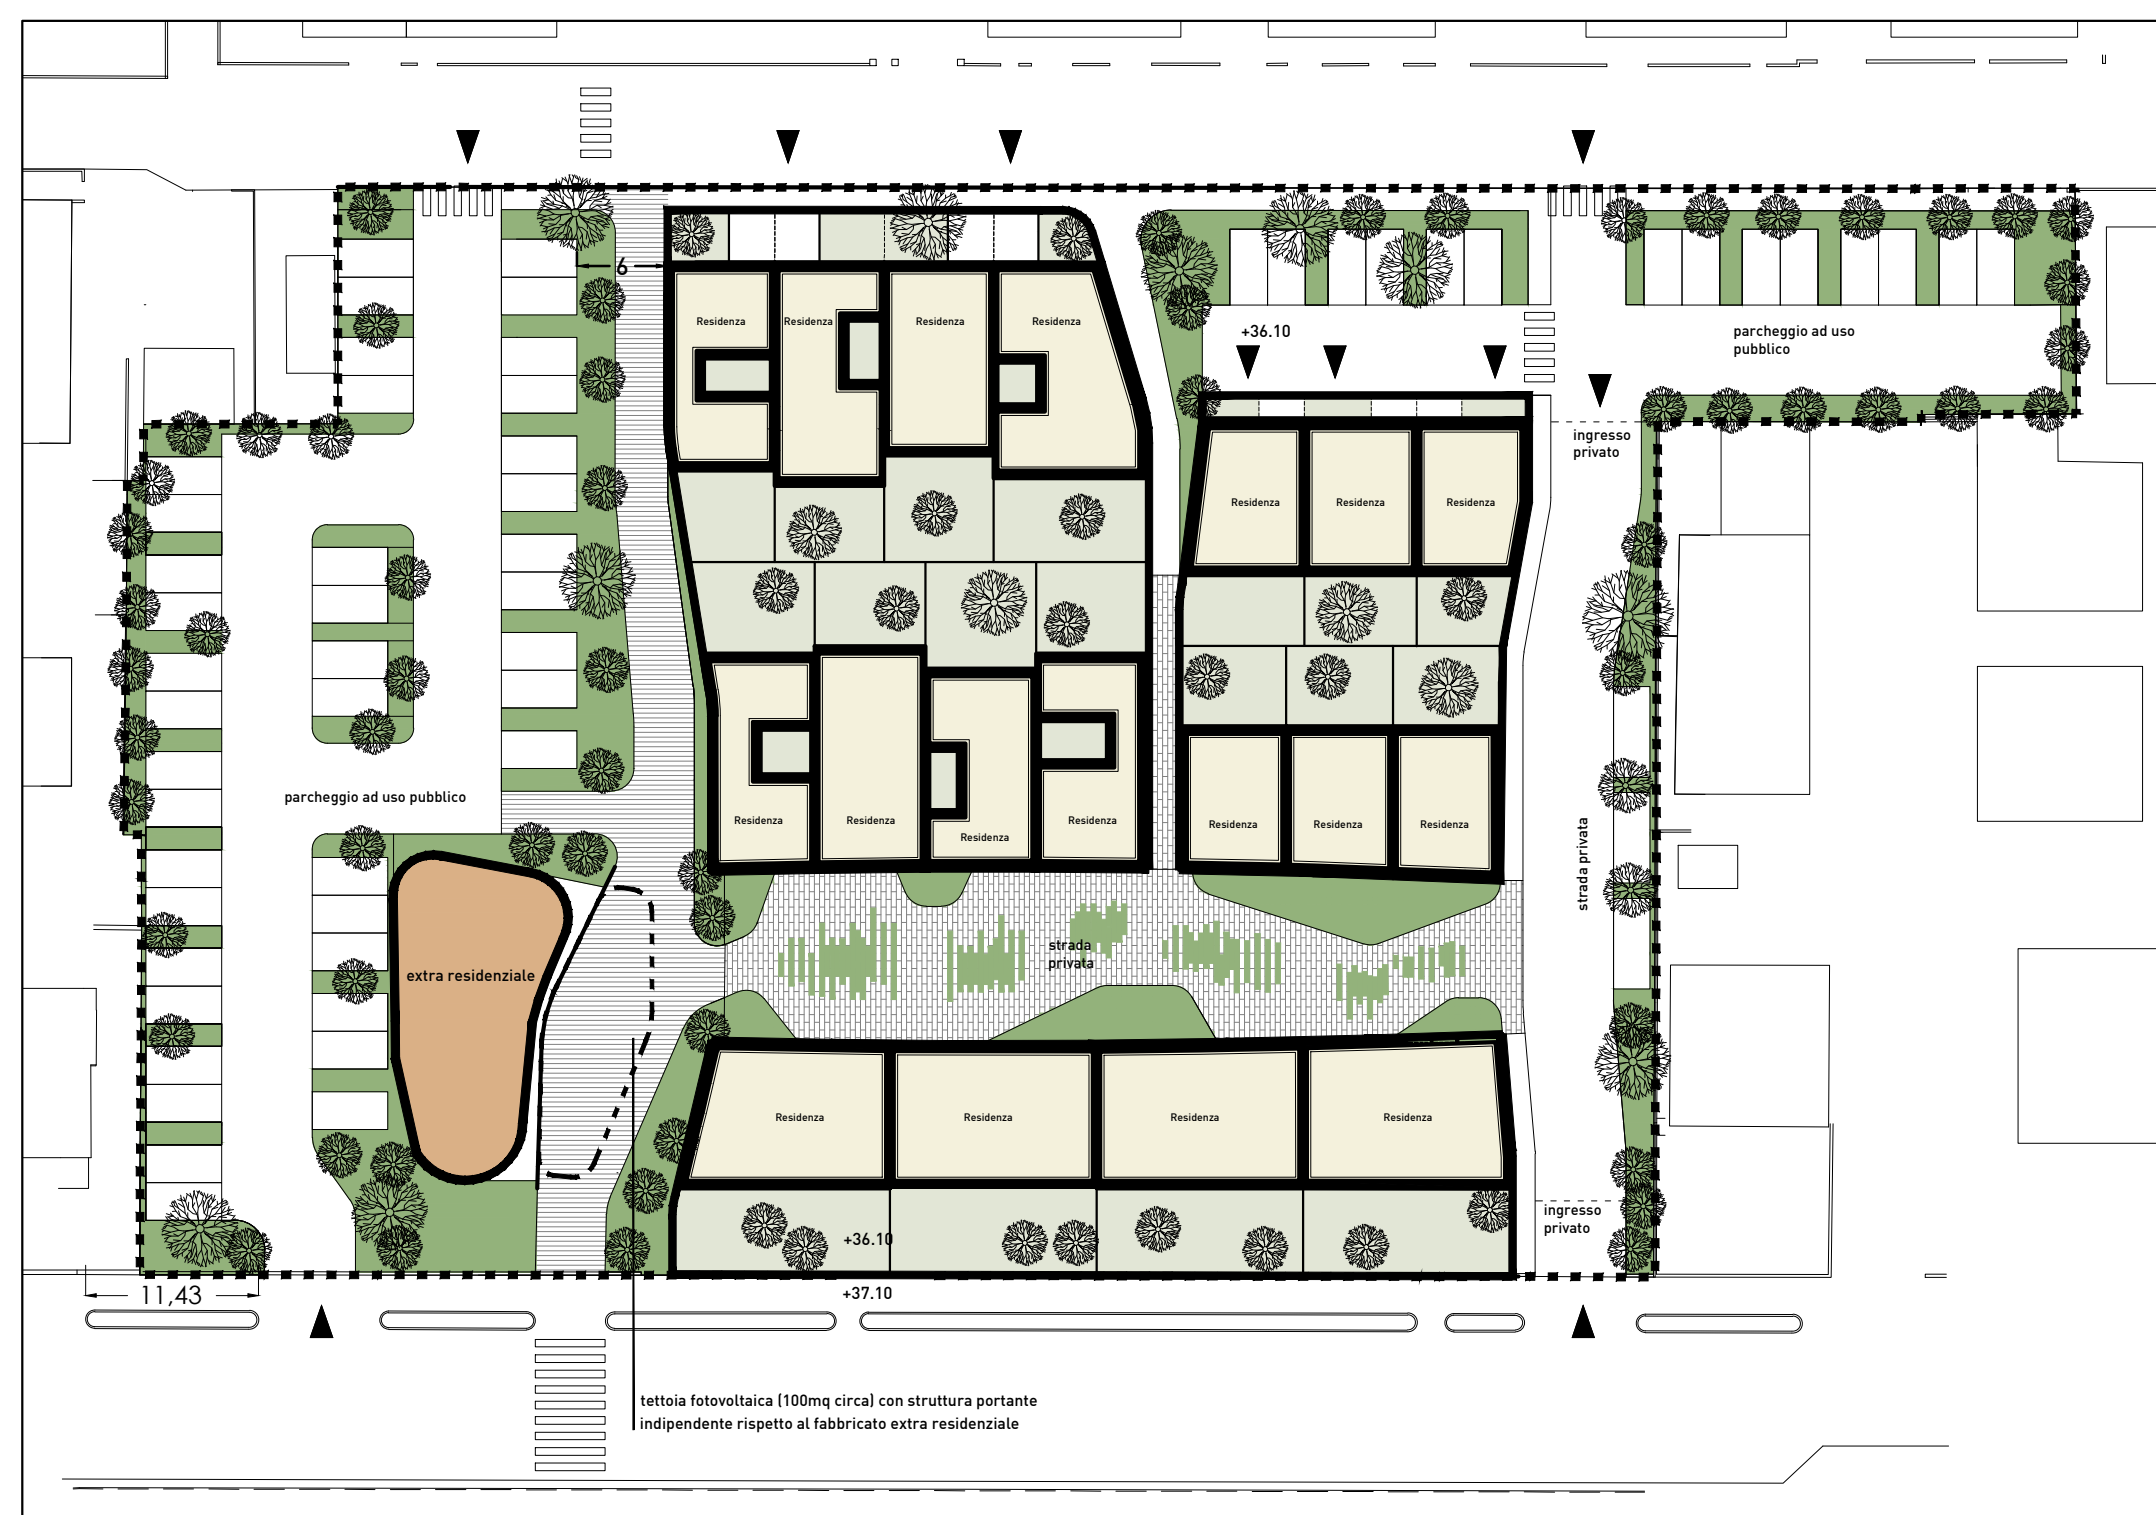 6
Residenza
Residenza
Residenza
Residenza
+36.10
parcheggio ad uso
pubblico
ingresso
privato
Residenza
Residenza
Residenza
parcheggio ad uso pubblico
Residenza
Residenza
Residenza
Residenza
Residenza
Residenza
Residenza
strada privata
strada
privata
extra residenziale
Residenza
Residenza
Residenza
Residenza
ingresso
privato
+36.10
11,43
+37.10
tettoia fotovoltaica (100mq circa) con struttura portante
indipendente rispetto al fabbricato extra residenziale